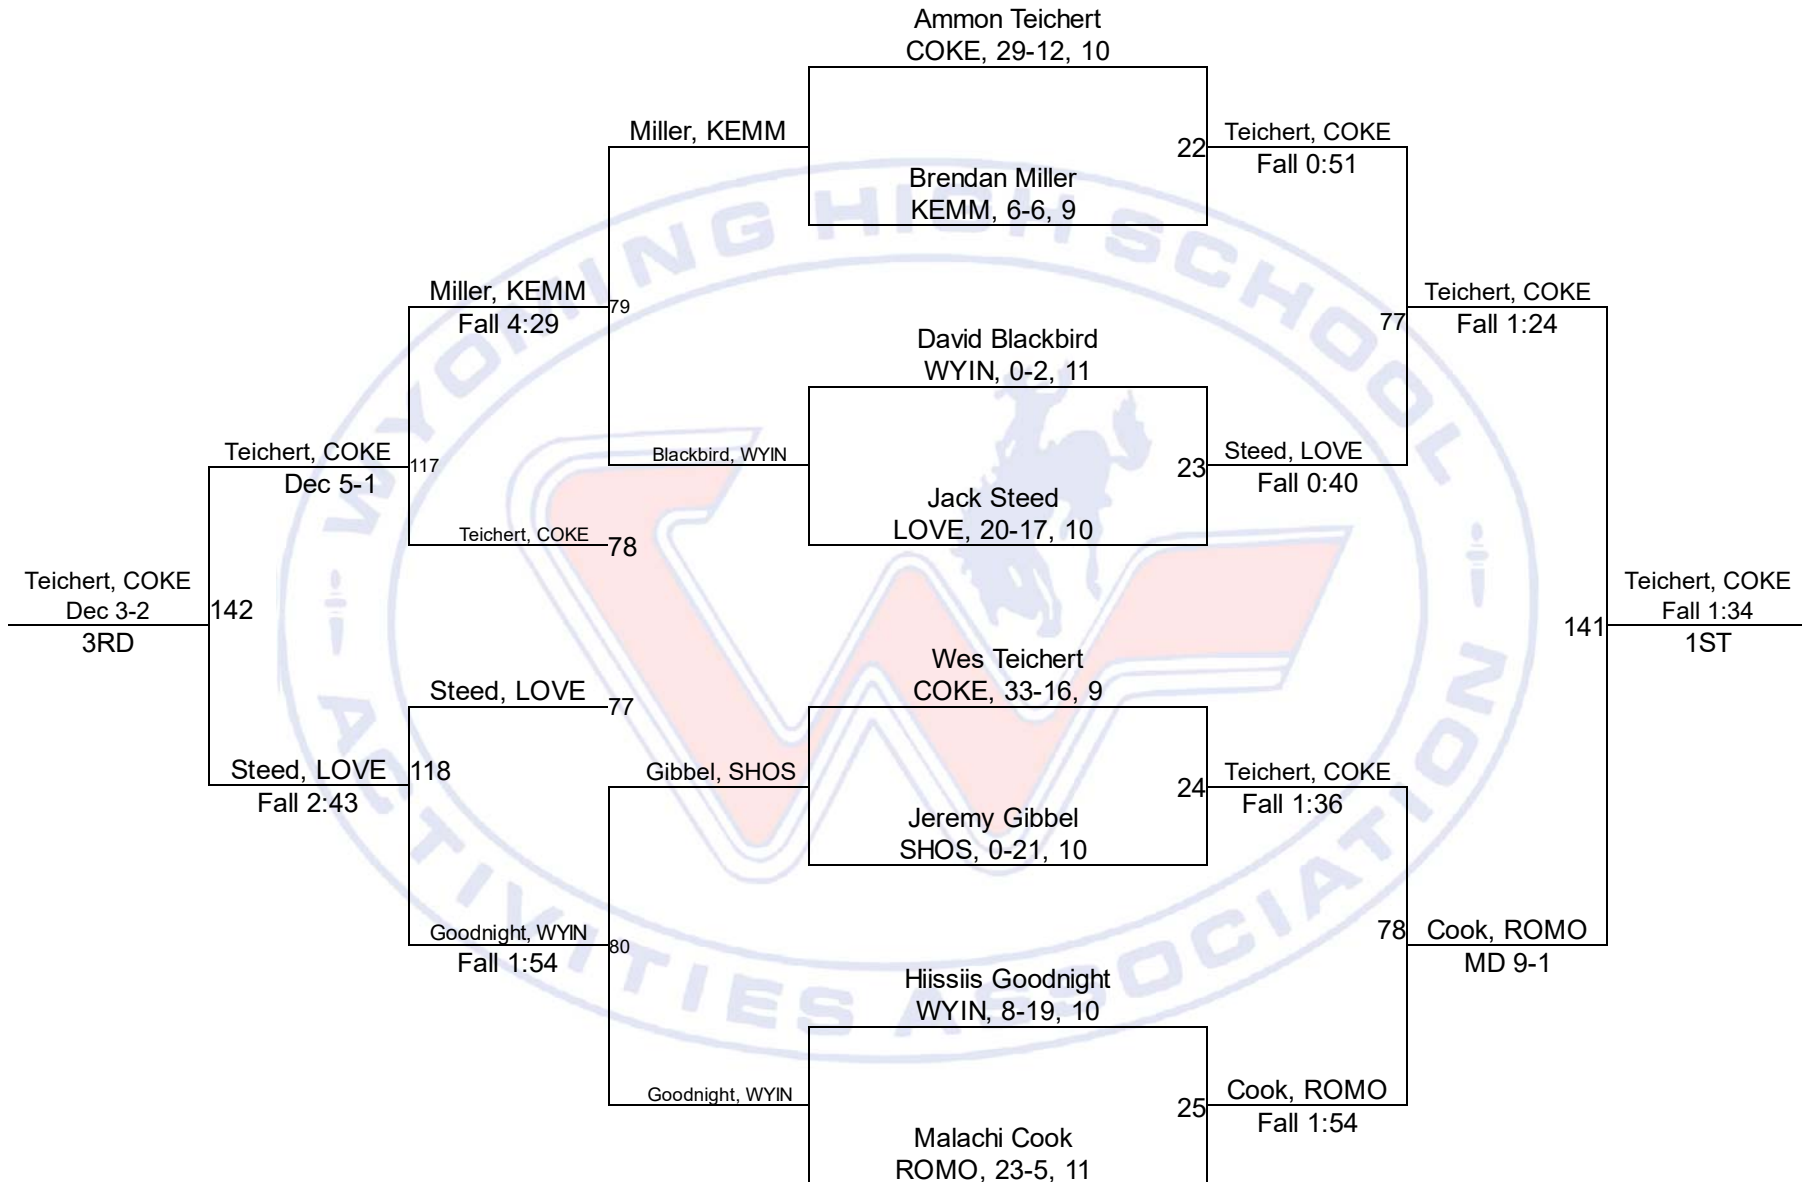 Ammon Teichert
COKE, 29-12, 10
Miller, KEMM
22
Teichert, COKE
Fall 0:51
Brendan Miller
KEMM, 6-6, 9
Miller, KEMM
Fall 4:29
79
77
Teichert, COKE
Fall 1:24
David Blackbird
WYIN, 0-2, 11
Teichert, COKE
Dec 5-1
117
Blackbird, WYIN
23
Steed, LOVE
Fall 0:40
Jack Steed
LOVE, 20-17, 10
Teichert, COKE
78
Teichert, COKE
Dec 3-2
3RD
142
141
Teichert, COKE
Fall 1:34
1ST
Wes Teichert
COKE, 33-16, 9
Steed, LOVE
77
Steed, LOVE
Fall 2:43
118
Gibbel, SHOS
24
Teichert, COKE
Fall 1:36
Jeremy Gibbel
SHOS, 0-21, 10
Goodnight, WYIN
Fall 1:54
80
78
Cook, ROMO
MD 9-1
Hiissiis Goodnight
WYIN, 8-19, 10
Goodnight, WYIN
25
Cook, ROMO
Fall 1:54
Malachi Cook
ROMO, 23-5, 11
WYOMING HIGH SCHOOL
ACTIVITIES ASSOCIATION
W